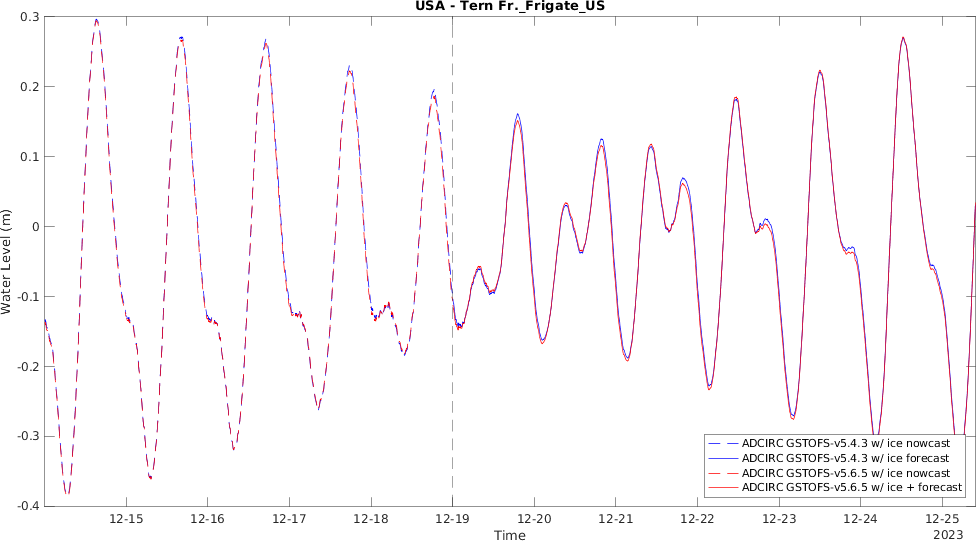 USA - Tern Fr._Frigate_US
0.3
0.2
0.1
0
-0.1
-0.2
-0.3
-0.4
Water Level (m)
ADCIRC GSTOFS-v5.4.3 w/ ice nowcast
ADCIRC GSTOFS-v5.4.3 w/ ice forecast
ADCIRC GSTOFS-v5.6.5 w/ ice nowcast
ADCIRC GSTOFS-v5.6.5 w/ ice + forecast
12-15 12-16 12-17 12-18 12-19 12-20 12-21 12-22 12-23 12-24 12-25
Time
2023